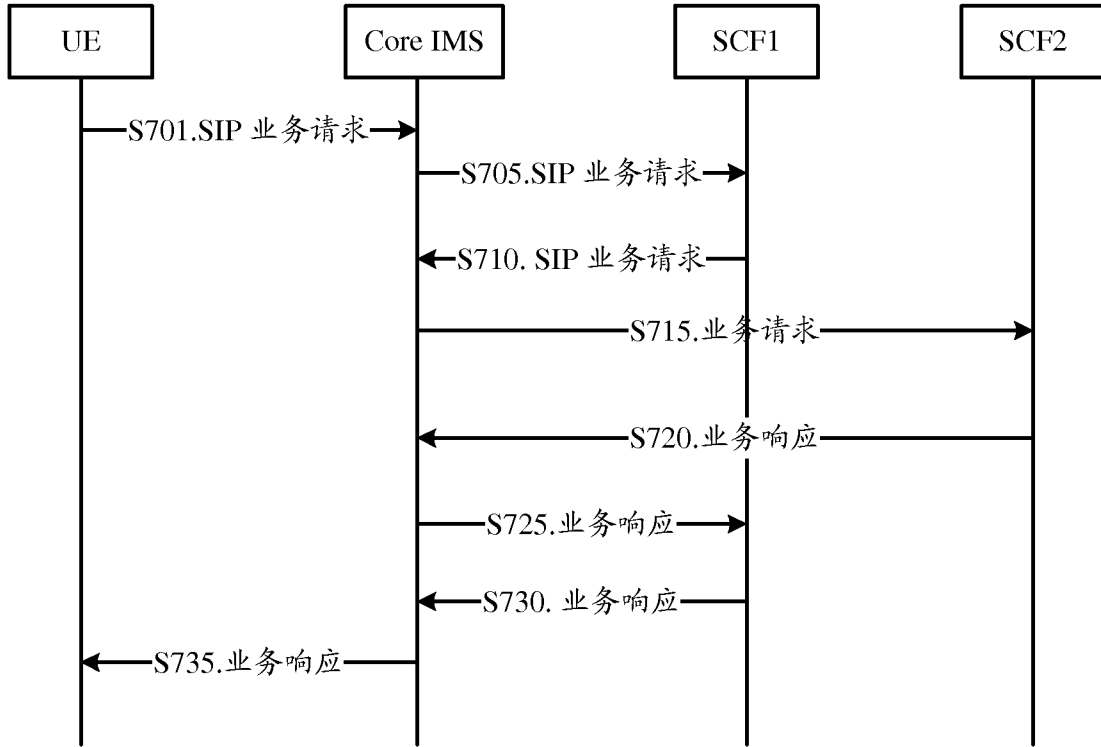 UE
Core IMS
SCF1
SCF2
S701.SIP 业务请求
S705.SIP 业务请求
S710. SIP 业务请求
S715.业务请求
S720.业务响应
S725.业务响应
S730. 业务响应
S735.业务响应